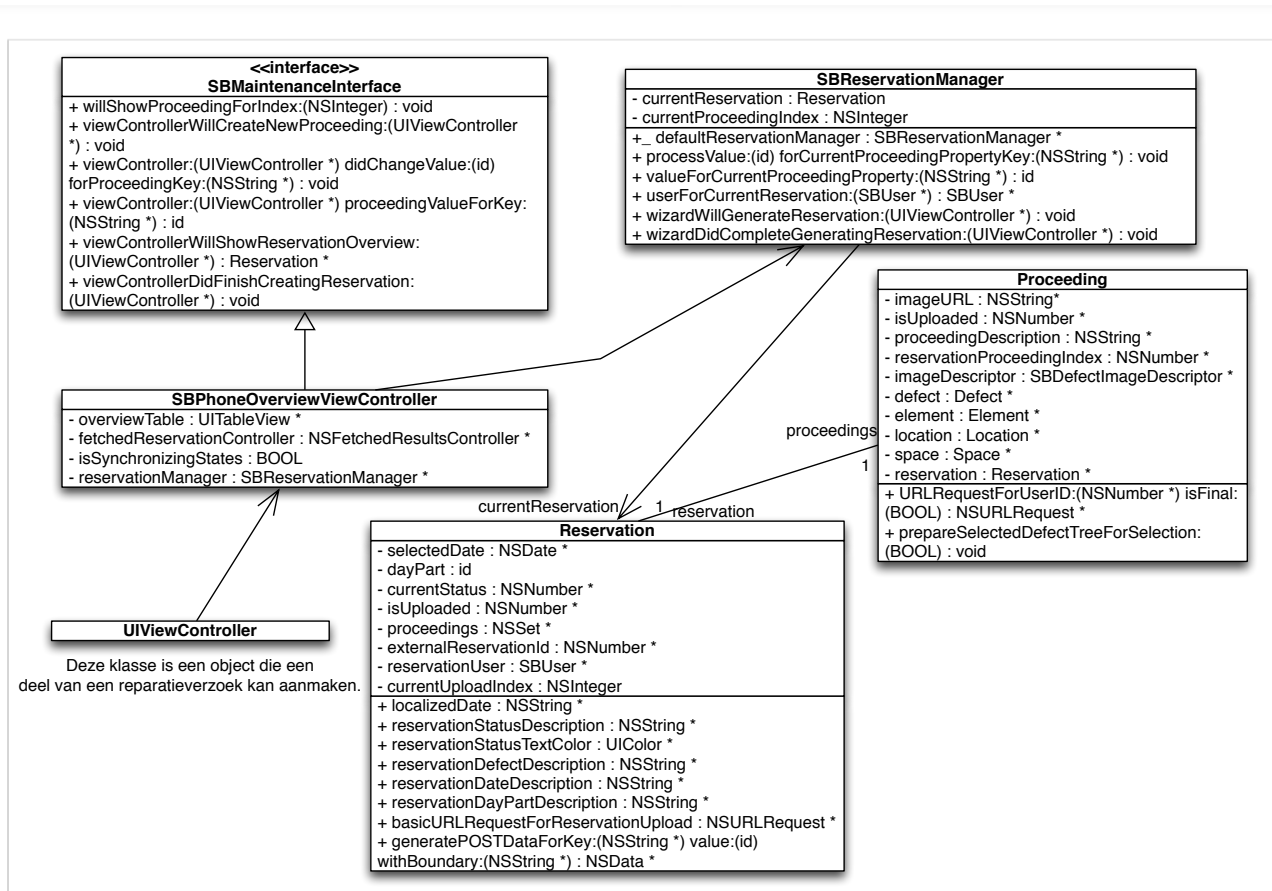 <<interface>>
SBMaintenanceInterface
+ willShowProceedingForIndex:(NSInteger) : void
+ viewControllerWillCreateNewProceeding:(UIViewController
*) : void
+ viewController:(UIViewController *) didChangeValue:(id)
forProceedingKey:(NSString *) : void
+ viewController:(UIViewController *) proceedingValueForKey:
(NSString *) : id
+ viewControllerWillShowReservationOverview:
(UIViewController *) : Reservation *
+ viewControllerDidFinishCreatingReservation:
(UIViewController *) : void
SBReservationManager
- currentReservation : Reservation
- currentProceedingIndex : NSInteger
+_ defaultReservationManager : SBReservationManager *
+ processValue:(id) forCurrentProceedingPropertyKey:(NSString *) : void
+ valueForCurrentProceedingProperty:(NSString *) : id
+ userForCurrentReservation:(SBUser *) : SBUser *
+ wizardWillGenerateReservation:(UIViewController *) : void
+ wizardDidCompleteGeneratingReservation:(UIViewController *) : void
Proceeding
- imageURL : NSString*
- isUploaded : NSNumber *
- proceedingDescription : NSString *
- reservationProceedingIndex : NSNumber *
- imageDescriptor : SBDefectImageDescriptor *
- defect : Defect *
- element : Element *
- location : Location *
- space : Space *
- reservation : Reservation *
+ URLRequestForUserID:(NSNumber *) isFinal:
(BOOL) : NSURLRequest *
+ prepareSelectedDefectTreeForSelection:
(BOOL) : void
SBPhoneOverviewViewController
- overviewTable : UITableView *
- fetchedReservationController : NSFetchedResultsController *
- isSynchronizingStates : BOOL
- reservationManager : SBReservationManager *
proceedings
1
currentReservation
1
reservation
Reservation
- selectedDate : NSDate *
- dayPart : id
- currentStatus : NSNumber *
- isUploaded : NSNumber *
- proceedings : NSSet *
- externalReservationId : NSNumber *
- reservationUser : SBUser *
- currentUploadIndex : NSInteger
+ localizedDate : NSString *
+ reservationStatusDescription : NSString *
+ reservationStatusTextColor : UIColor *
+ reservationDefectDescription : NSString *
+ reservationDateDescription : NSString *
+ reservationDayPartDescription : NSString *
+ basicURLRequestForReservationUpload : NSURLRequest *
+ generatePOSTDataForKey:(NSString *) value:(id)
withBoundary:(NSString *) : NSData *
UIViewController
Deze klasse is een object die een
deel van een reparatieverzoek kan aanmaken.